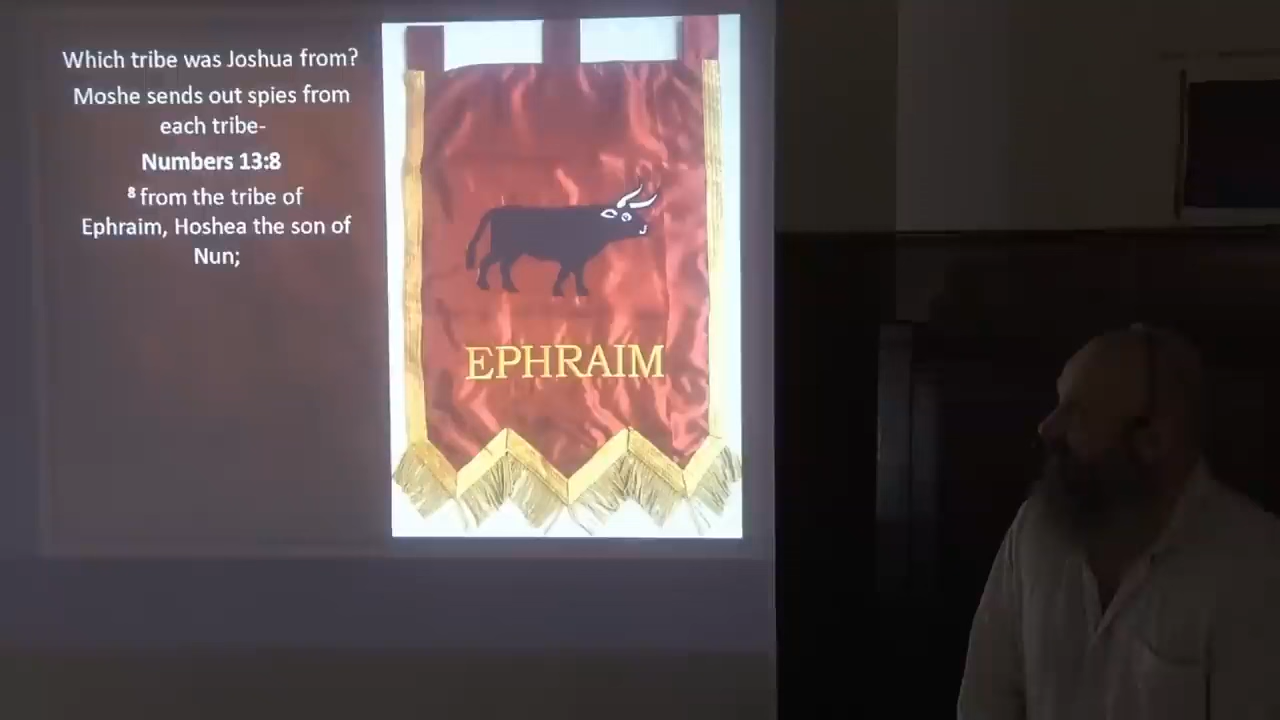 Which tribe was Joshua from?
Moshe sends out spies from
each tribe-
Numbers 13:8
8 from the tribe of
Ephraim, Hoshea the son of
Nun;
EPHRAIM